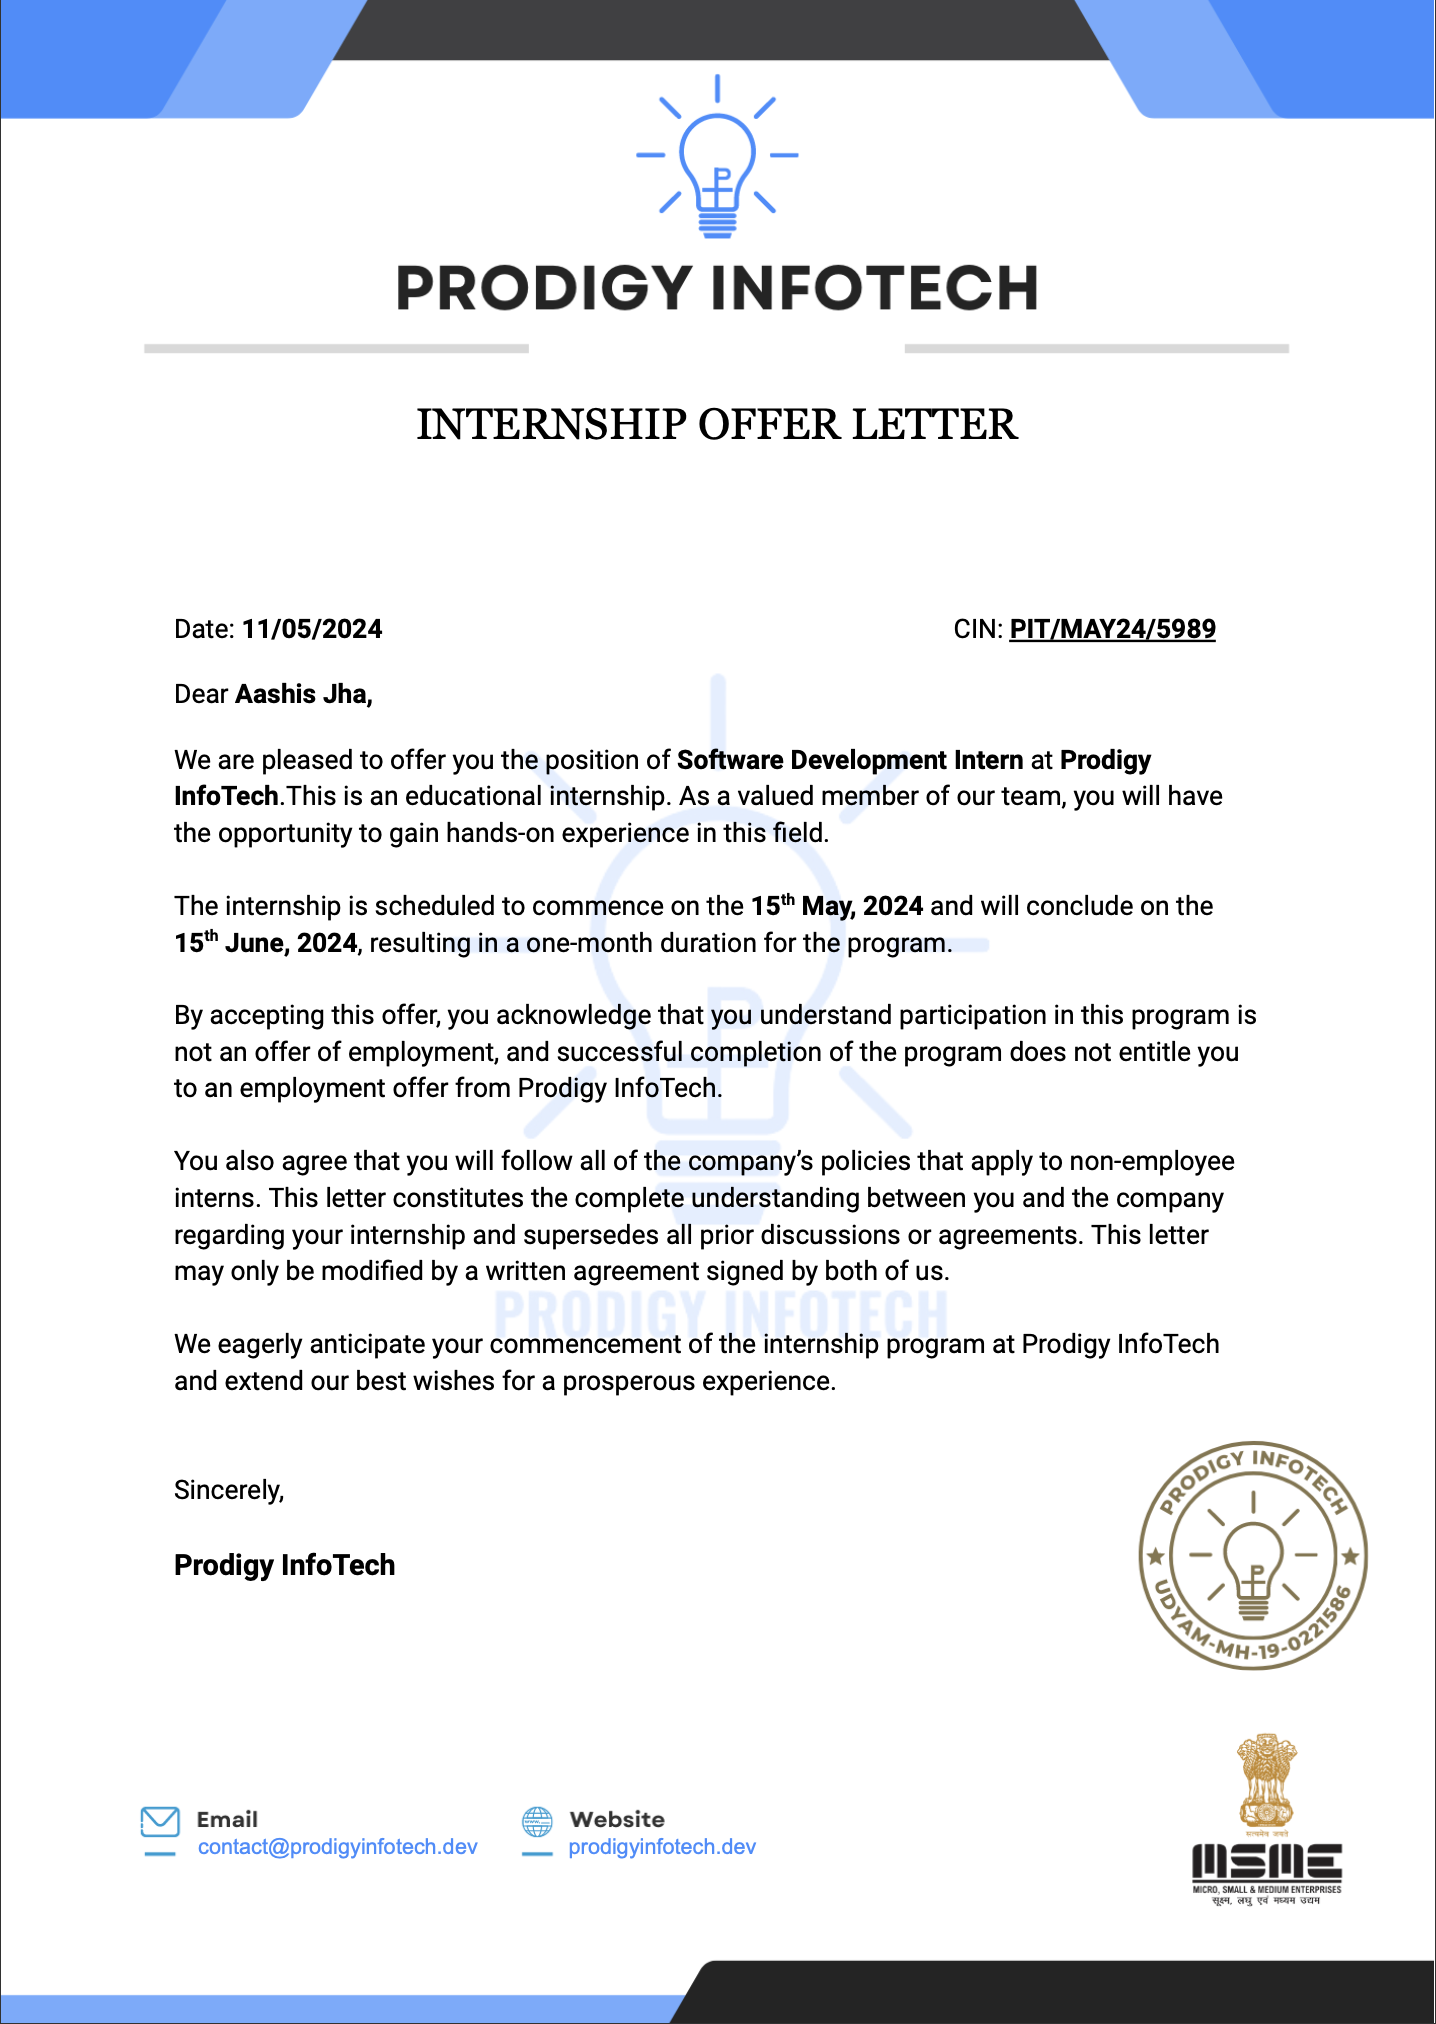 PRODIGY INFOTECH
INTERNSHIP OFFER LETTER
Date: 11/05/2024 CIN: PIT/MAY24/5989
Dear Aashis Jha,
We are pleased to offer you the position of Software Development Intern at Prodigy
InfoTech.This is an educational internship. As a valued member of our team, you will have
the opportunity to gain hands-on experience in this field.
The internship is scheduled to commence on the 15th May, 2024 and will conclude on the
15th June, 2024, resulting in a one-month duration for the program.
By accepting this offer, you acknowledge that you understand participation in this program is
not an offer of employment, and successful completion of the program does not entitle you
to an employment offer from Prodigy InfoTech.
You also agree that you will follow all of the company’s policies that apply to non-employee
interns. This letter constitutes the complete understanding between you and the company
regarding your internship and supersedes all prior discussions or agreements. This letter
may only be modified by a written agreement signed by both of us.
PRODIGY INFOTECH
We eagerly anticipate your commencement of the internship program at Prodigy InfoTech
and extend our best wishes for a prosperous experience.
Sincerely,
Prodigy InfoTech
PRODIGY INFOTECH
UDYAM-MH-19-0221586
Email
contact@prodigyinfotech.dev
Website
prodigyinfotech.dev
सत्यमेव जयते
MSME
MICRO, SMALL & MEDIUM ENTERPRISES
सूक्ष्म, लघु एवं मध्यम उद्यम